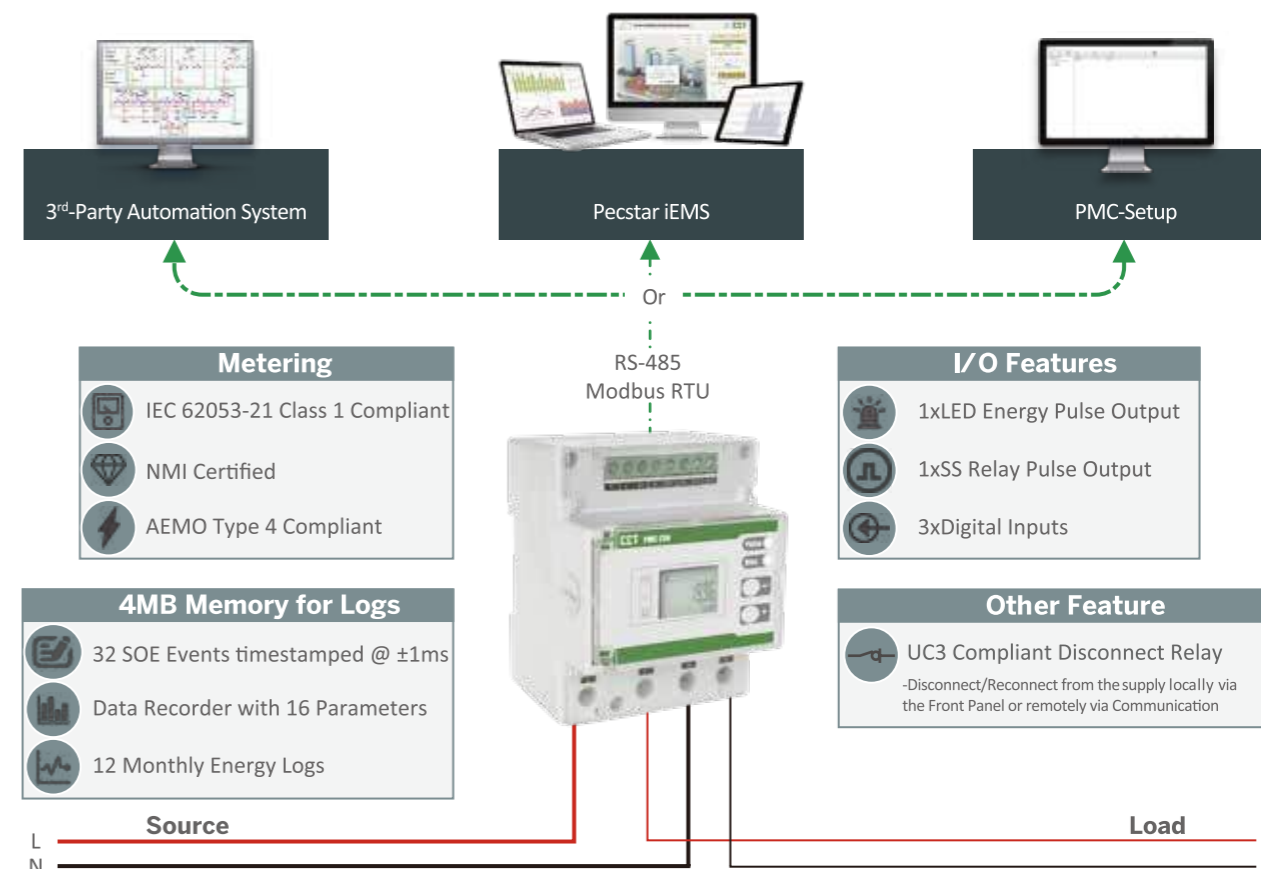 3rd-Party Automation System
Pecstar iEMS
PMC-Setup
Or
RS-485
Modbus RTU
Metering
IEC 62053-21 Class 1 Compliant
NMI Certified
AEMO Type 4 Compliant
I/O Features
1xLED Energy Pulse Output
1xSS Relay Pulse Output
3xDigital Inputs
CET
4MB Memory for Logs
32 SOE Events timestamped @ ±1ms
Data Recorder with 16 Parameters
12 Monthly Energy Logs
Other Feature
UC3 Compliant Disconnect Relay
-Disconnect/Reconnect from the supply locally via
the Front Panel or remotely via Communication
Source
Load
L
N